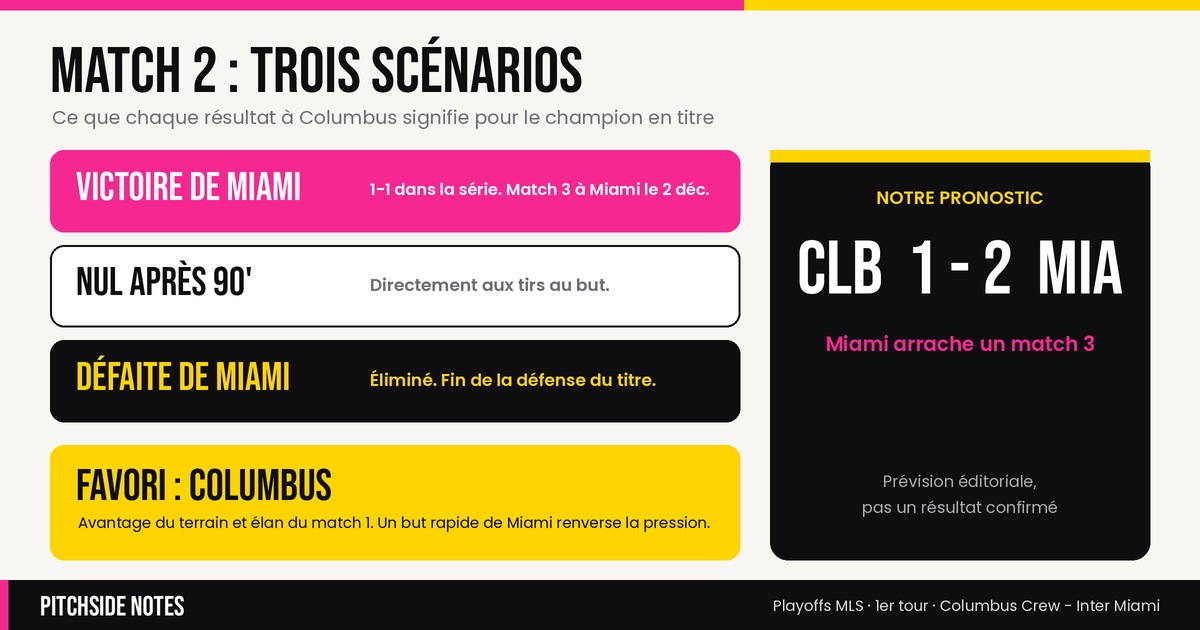 MATCH 2 : TROIS SCÉNARIOS
Ce que chaque résultat à Columbus signifie pour le champion en titre
VICTOIRE DE MIAMI
1-1 dans la série. Match 3 à Miami le 2 déc.
NUL APRÈS 90'
Directement aux tirs au but.
DÉFAITE DE MIAMI
Éliminé. Fin de la défense du titre.
FAVORI : COLUMBUS
Avantage du terrain et élan du match 1. Un but rapide de Miami renverse la pression.
NOTRE PRONOSTIC
CLB 1 - 2 MIA
Miami arrache un match 3
Prévision éditoriale,
pas un résultat confirmé
PITCHSIDE NOTES
Playoffs MLS · 1er tour · Columbus Crew - Inter Miami